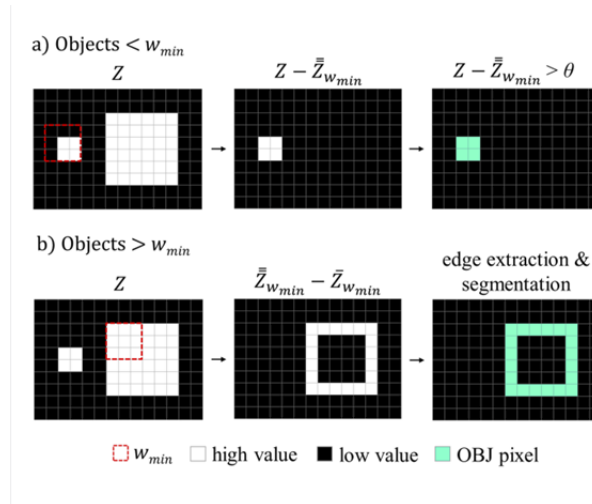 a) Objects < w_min
Z
Z − Z̿_w_min
Z − Z̿_w_min > θ
b) Objects > w_min
Z
Z̿_w_min − Z̄_w_min
edge extraction &
segmentation
w_min high value low value OBJ pixel